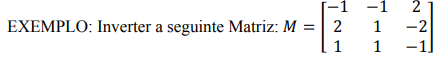 EXEMPLO: Inverter a seguinte Matriz: M = [−1 −1 2
2 1 −2
1 1 −1]